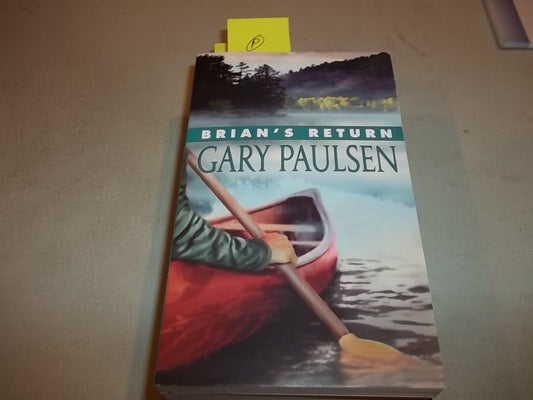 P
BRIAN'S RETURN
GARY PAULSEN